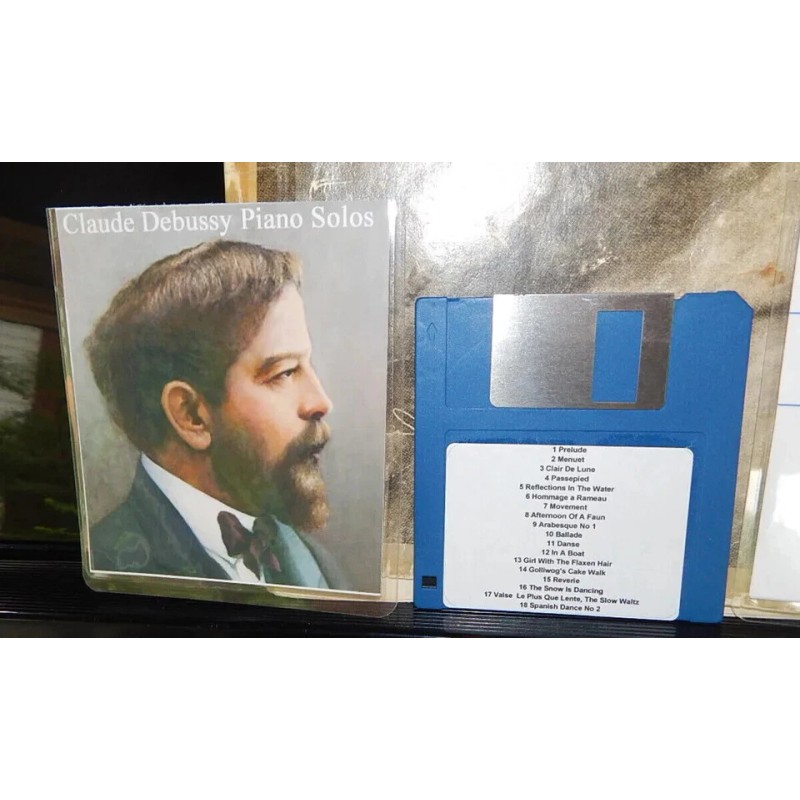 Claude Debussy Piano Solos
1 Prelude
2 Menuet
3 Clair De Lune
4 Passepied
5 Reflections In The Water
6 Hommage a Rameau
7 Movement
8 Afternoon Of A Faun
9 Arabesque No 1
10 Ballade
11 Danse
12 In A Boat
13 Girl With The Flaxen Hair
14 Golliwog's Cake Walk
15 Reverie
16 The Snow Is Dancing
17 Valse Le Plus Que Lente, The Slow Waltz
18 Spanish Dance No 2